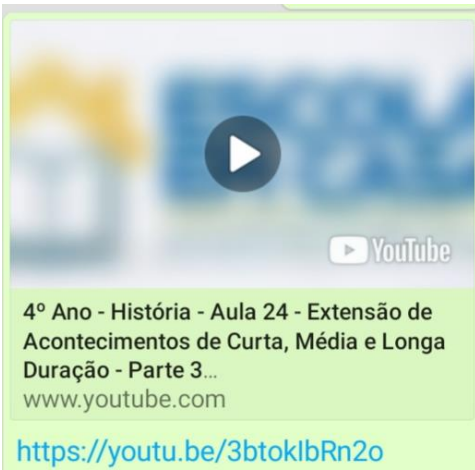 YouTube
4º Ano - História - Aula 24 - Extensão de
Acontecimentos de Curta, Média e Longa
Duração - Parte 3...
www.youtube.com
https://youtu.be/3btokIbRn2o